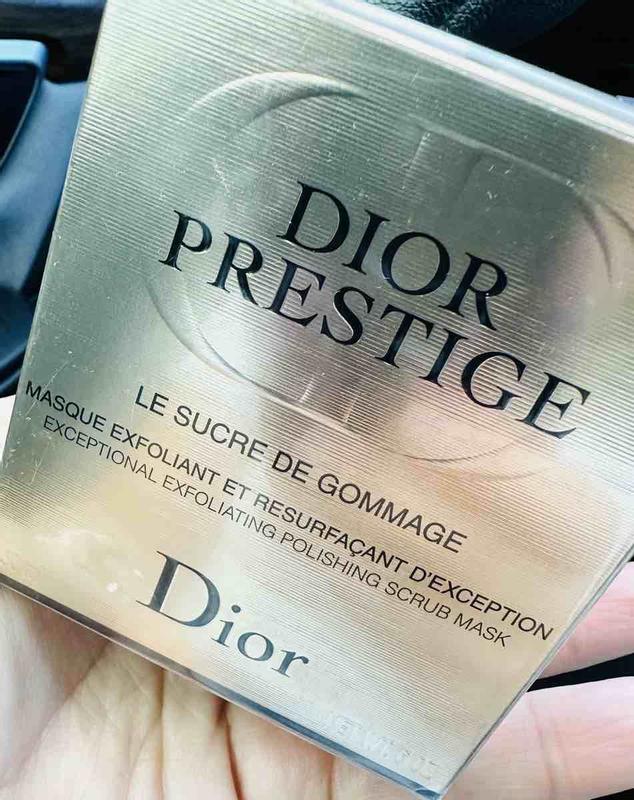 DIOR
PRESTIGE
LE SUCRE DE GOMMAGE
MASQUE EXFOLIANT ET RESURFAÇANT D'EXCEPTION
EXCEPTIONAL EXFOLIATING POLISHING SCRUB MASK
Dior